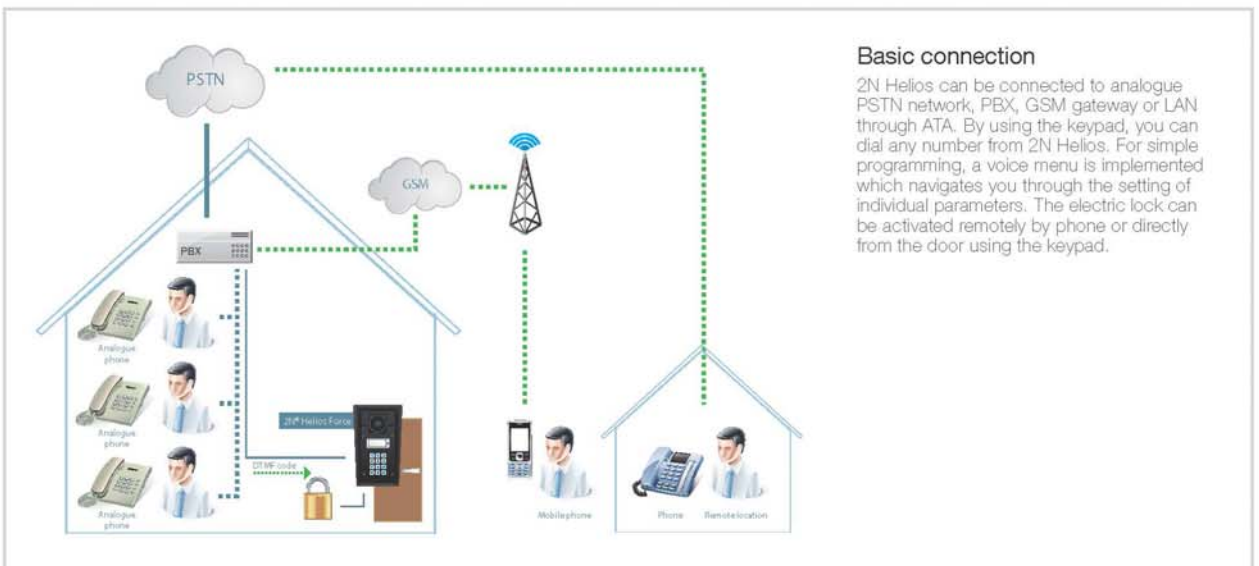 PSTN
GSM
PBX
Analogue
phone
Analogue
phone
Analogue
phone
2N® Helios Force
DTMF code
Mobile phone
Phone
Remote location
Basic connection
2N Helios can be connected to analogue
PSTN network, PBX, GSM gateway or LAN
through ATA. By using the keypad, you can
dial any number from 2N Helios. For simple
programming, a voice menu is implemented
which navigates you through the setting of
individual parameters. The electric lock can
be activated remotely by phone or directly
from the door using the keypad.